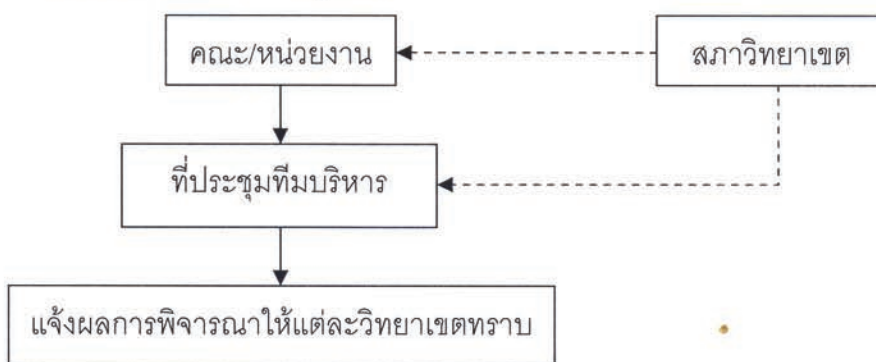 คณะ/หน่วยงาน
สภาวิทยาเขต
ที่ประชุมทีมบริหาร
แจ้งผลการพิจารณาให้แต่ละวิทยาเขตทราบ